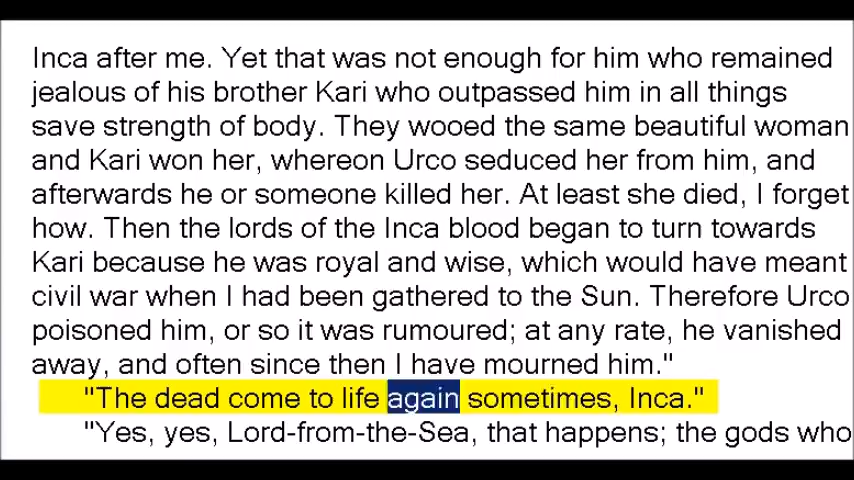 Inca after me. Yet that was not enough for him who remained
jealous of his brother Kari who outpassed him in all things
save strength of body. They wooed the same beautiful woman
and Kari won her, whereon Urco seduced her from him, and
afterwards he or someone killed her. At least she died, I forget
how. Then the lords of the Inca blood began to turn towards
Kari because he was royal and wise, which would have meant
civil war when I had been gathered to the Sun. Therefore Urco
poisoned him, or so it was rumoured; at any rate, he vanished
away, and often since then I have mourned him."
"The dead come to life again sometimes, Inca."
"Yes, yes, Lord-from-the-Sea, that happens; the gods who